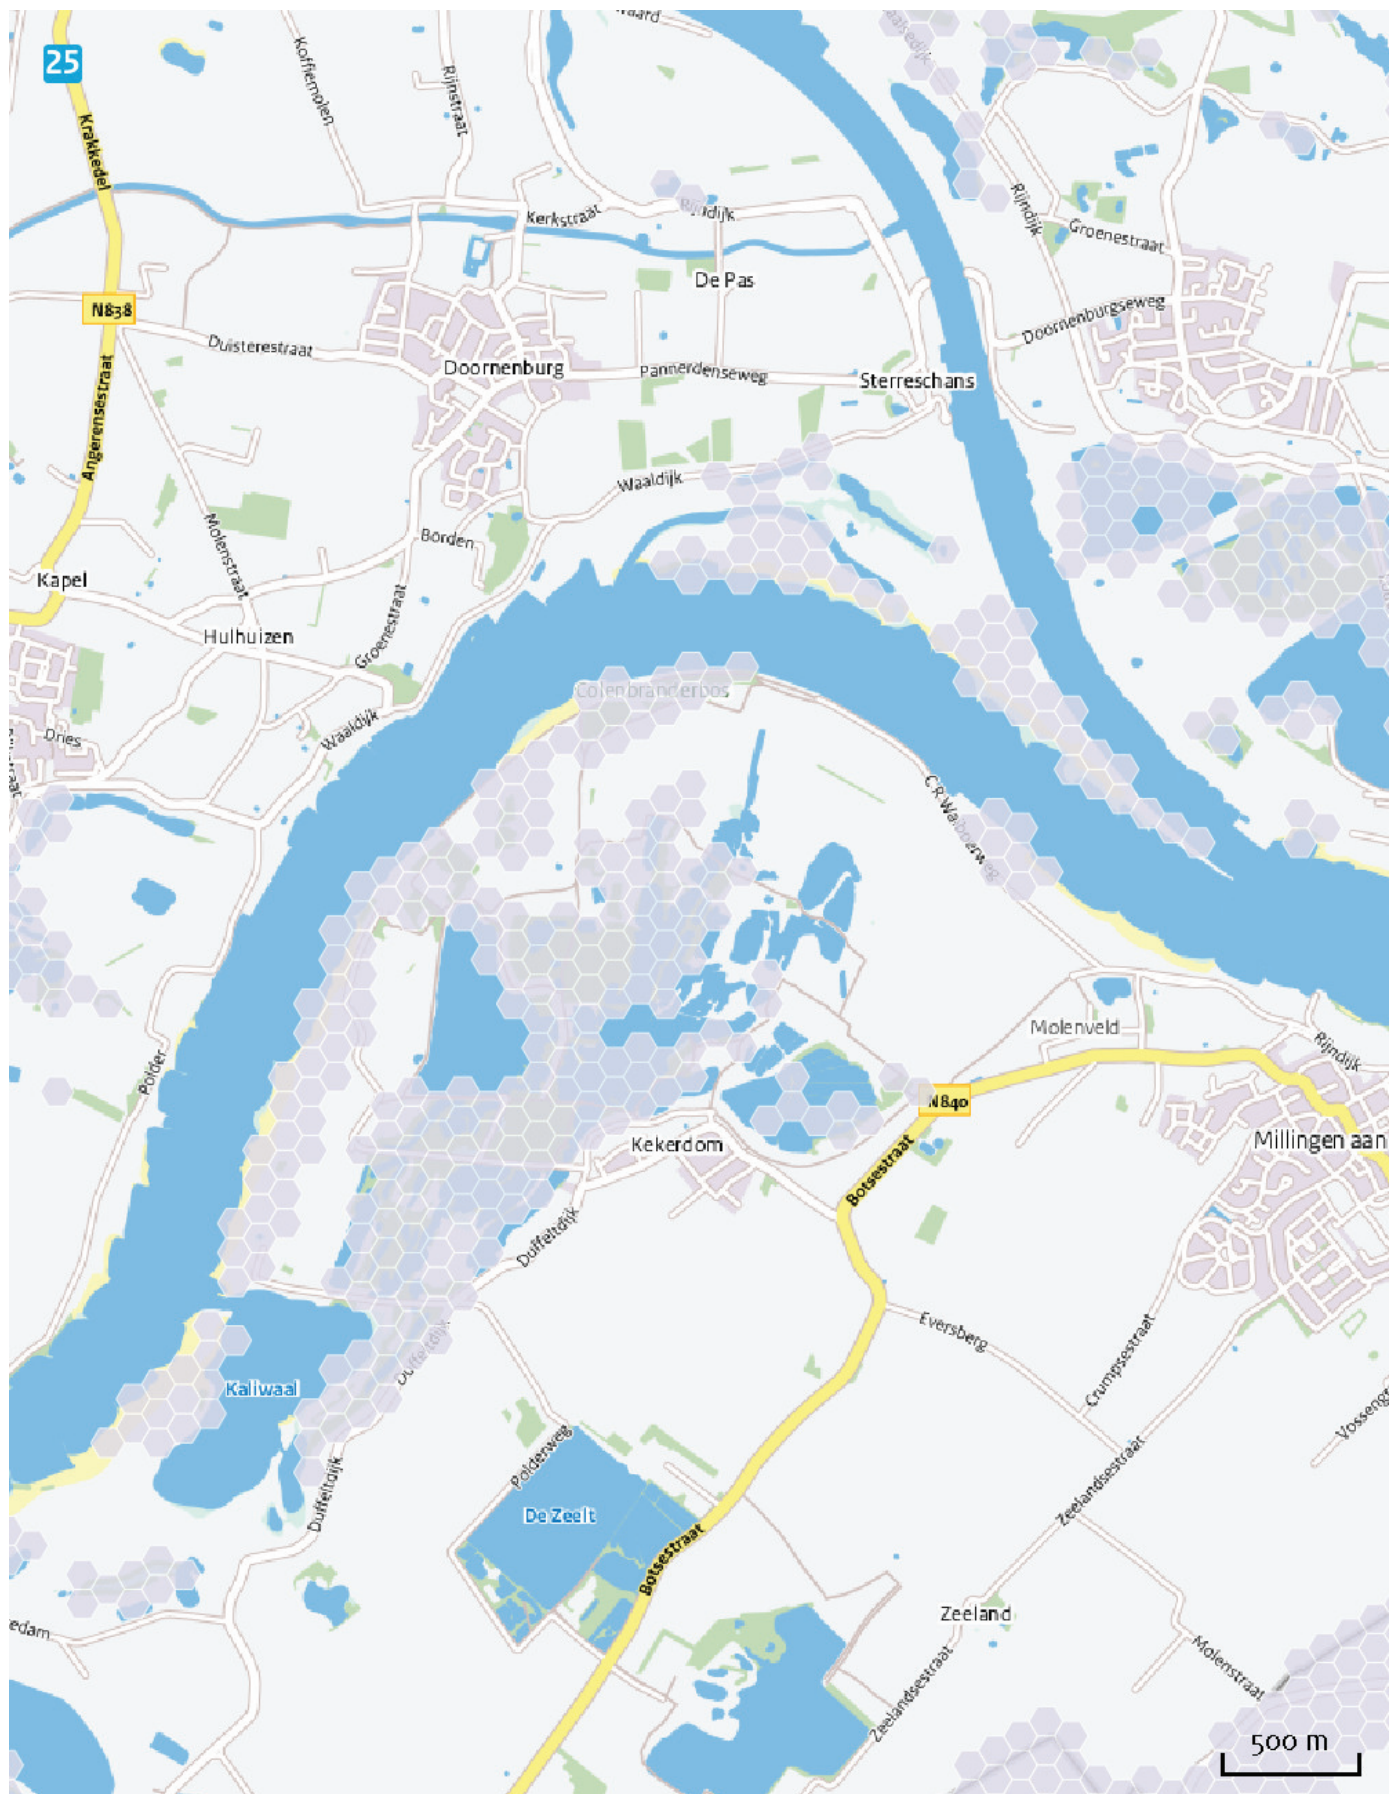 25
Koffiemolen
Rijnstraat
Krakkedel
Kerkstraat
Rijndijk
Rijndijk
Groenestraat
De Pas
N838
Doornenburgseweg
Duisterestraat
Doornenburg
Pannerdenseweg
Sterreschans
Angerensestraat
Waaldijk
Molenstraat
Borden
Kapel
Groenestraat
Hulhuizen
Colenbranderbos
Dries
Waaldijk
Molenveld
Rijndijk
Polder
N840
Kekerdom
Millingen aan
Botsestraat
Duffeltdijk
Eversberg
Crumpsestraat
Duffeltdijk
Kaliwaal
Polderweg
Zeelandsestraat
Duffeltdijk
De Zeelt
Botsestraat
Zeeland
edam
Molenstraat
Zeelandsestraat
500 m